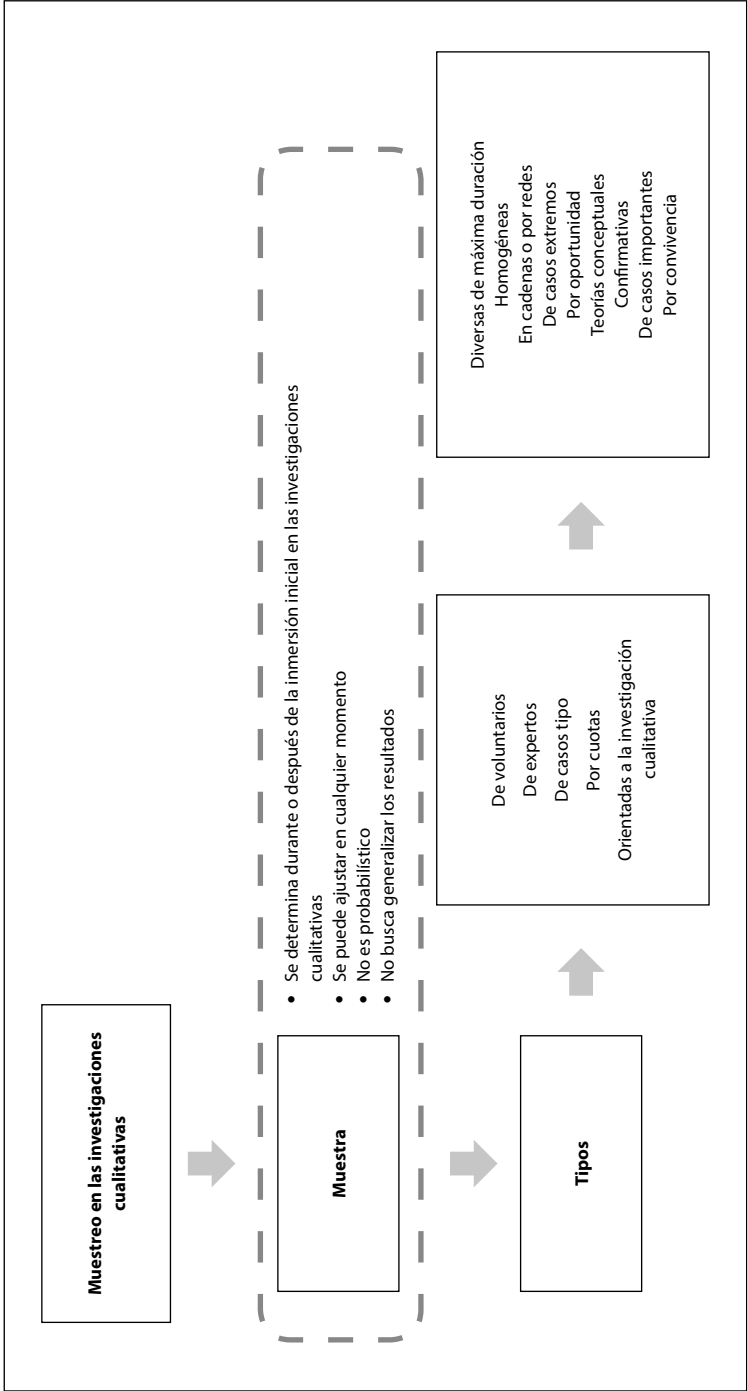 Muestreo en las investigaciones
cualitativas
Muestra
• Se determina durante o después de la inmersión inicial en las investigaciones
cualitativas
• Se puede ajustar en cualquier momento
• No es probabilístico
• No busca generalizar los resultados
Tipos
De voluntarios
De expertos
De casos tipo
Por cuotas
Orientadas a la investigación
cualitativa
Diversas de máxima duración
Homogéneas
En cadenas o por redes
De casos extremos
Por oportunidad
Teorías conceptuales
Confirmativas
De casos importantes
Por convivencia